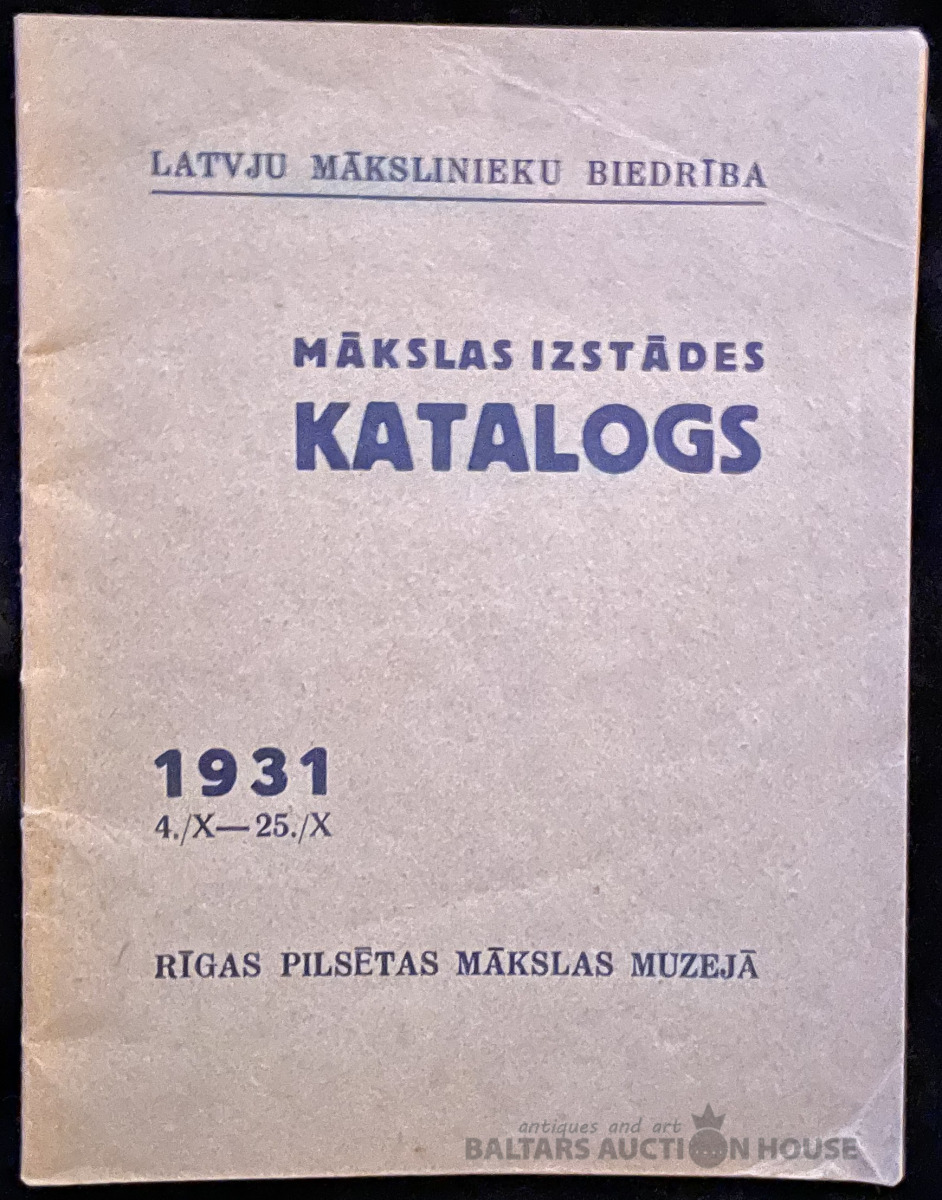 LATVJU MĀKSLINIEKU BIEDRĪBA
MĀKSLAS IZSTĀDES
KATALOGS
1931
4./X—25./X
RĪGAS PILSĒTAS MĀKSLAS MUZEJĀ
antiques and art
BALTARS AUCTION HOUSE